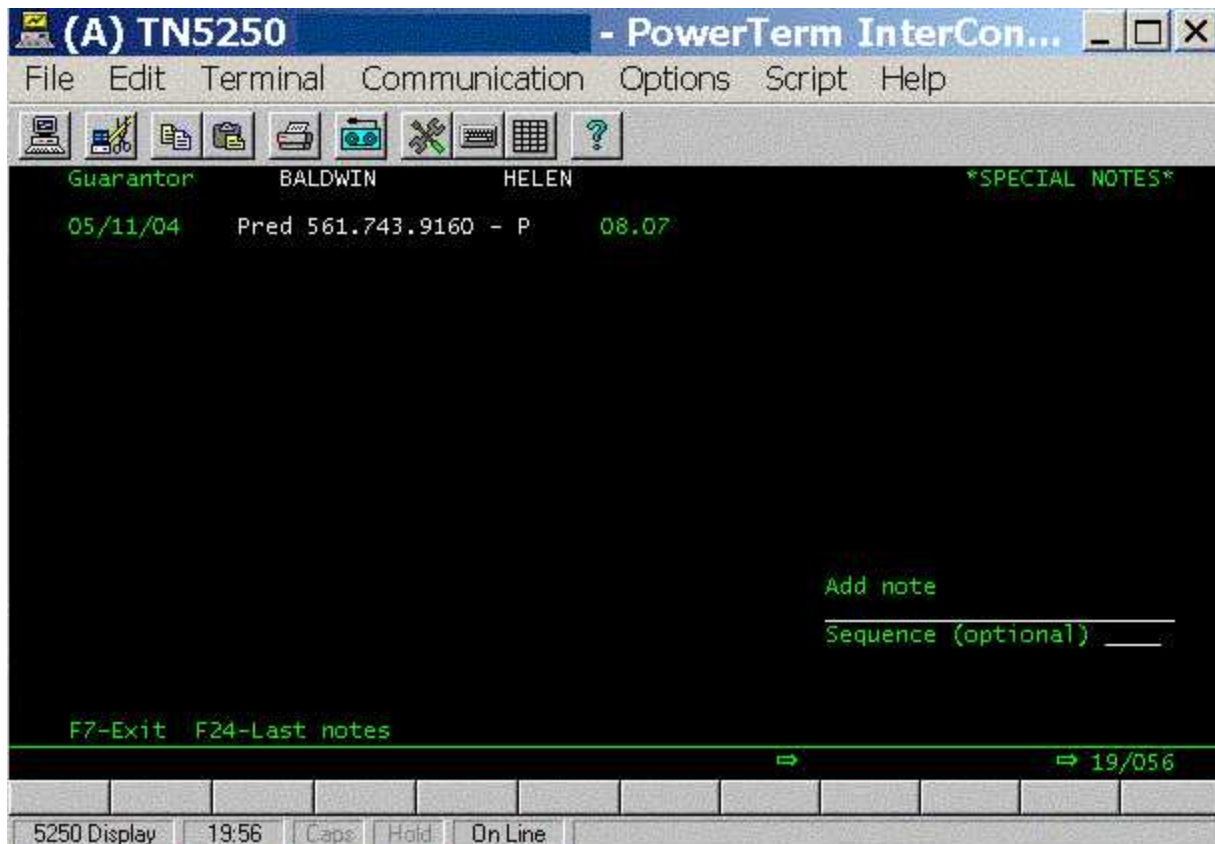 (A) TN5250 - PowerTerm InterCon...
File Edit Terminal Communication Options Script Help
Guarantor BALDWIN HELEN *SPECIAL NOTES*
05/11/04 Pred 561.743.9160 - P 08.07
Add note
Sequence (optional) ____
F7-Exit F24-Last notes
⇨ ⇨ 19/056
5250 Display 19:56 Caps Hold On Line